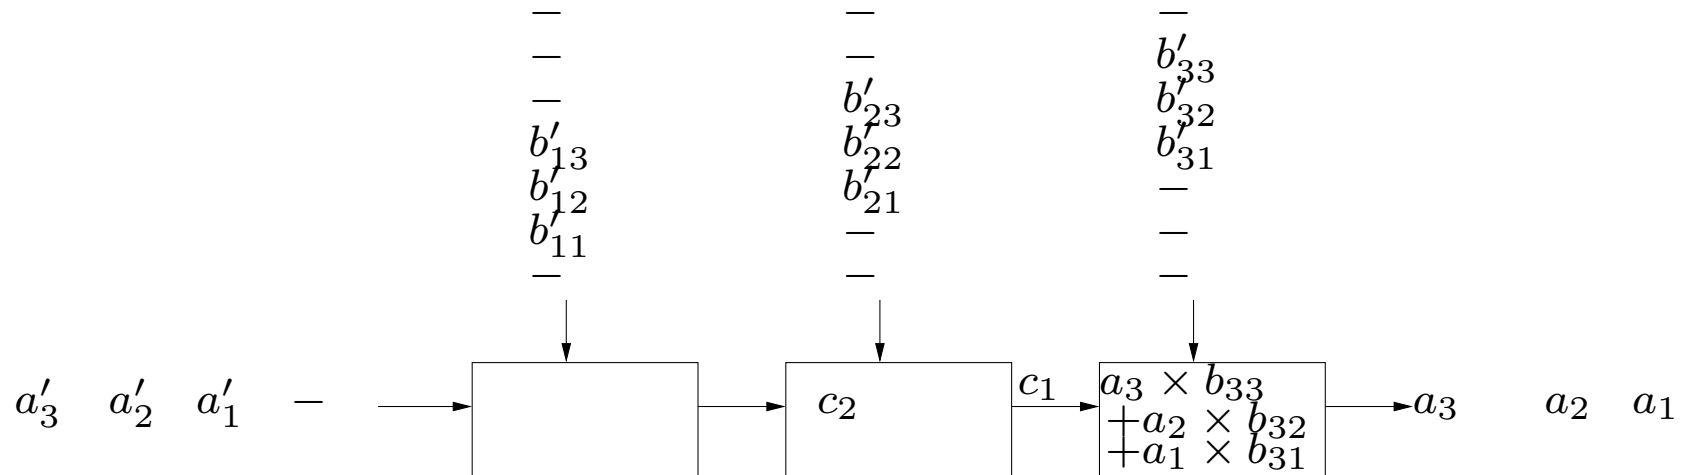 − − −
− − b′₃₃
− b′₂₃ b′₃₂
b′₁₃ b′₂₂ b′₃₁
b′₁₂ b′₂₁ −
b′₁₁ − −
− − −
a′₃ a′₂ a′₁ − c₂ c₁ a₃ × b₃₃ a₃ a₂ a₁
+a₂ × b₃₂
+a₁ × b₃₁